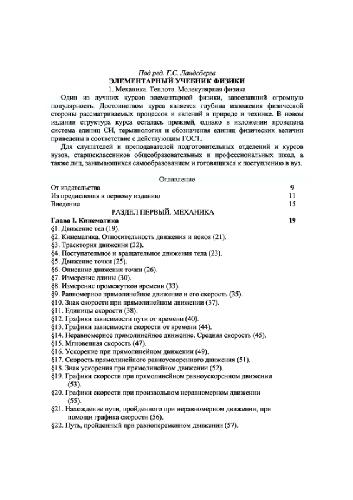 Под ред. Г.С. Ландсберга
ЭЛЕМЕНТАРНЫЙ УЧЕБНИК ФИЗИКИ
1. Механика. Теплота. Молекулярная физика
Один из лучших курсов элементарной физики, завоевавший огромную
популярность. Достоинством курса является глубина изложения физической
стороны рассматриваемых процессов и явлений в природе и технике. В новом
издании структура курса осталась прежней, однако в изложении проведена
система единиц СИ, терминология и обозначения единиц физических величин
приведены в соответствие с действующим ГОСТ.
Для слушателей и преподавателей подготовительных отделений и курсов
вузов, старшеклассников общеобразовательных и профессиональных школ, а
также лиц, занимающихся самообразованием и готовящихся к поступлению в вуз.
Оглавление
От издательства 9
Из предисловия к первому изданию 11
Введение 15
РАЗДЕЛ ПЕРВЫЙ. МЕХАНИКА
Глава I. Кинематика 19
§1. Движение тел (19).
§2. Кинематика. Относительность движения и покоя (21).
§3. Траектория движения (22).
§4. Поступательное и вращательное движения тела (23).
§5. Движение точки (25).
§6. Описание движения точки (26).
§7. Измерение длины (30).
§8. Измерение промежутков времени (33).
§9. Равномерное прямолинейное движение и его скорость (35).
§10. Знак скорости при прямолинейном движении (37).
§11. Единицы скорости (38).
§12. Графики зависимости пути от времени (40).
§13. Графики зависимости скорости от времени (44).
§14. Неравномерное прямолинейное движение. Средняя скорость (45).
§15. Мгновенная скорость (47).
§16. Ускорение при прямолинейном движении (49).
§17. Скорость прямолинейного равноускоренного движения (51).
§18. Знак ускорения при прямолинейном движении (52).
§19. Графики скорости при прямолинейном равноускоренном движении
(53).
§20. Графики скорости при произвольном неравномерном движении
(55).
§21. Нахождение пути, пройденного при неравномерном движении, при
помощи графика скорости (56).
§22. Путь, пройденный при равнопеременном движении (57).